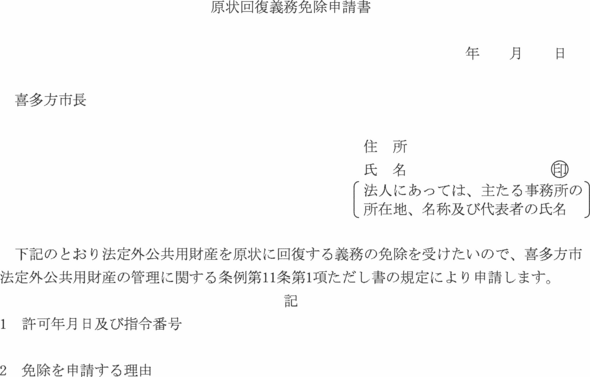 原状回復義務免除申請書
年　　月　　日
喜多方市長
住　所
氏　名　　　　　　　　　　㊞
法人にあっては、主たる事務所の
所在地、名称及び代表者の氏名
下記のとおり法定外公共用財産を原状に回復する義務の免除を受けたいので、喜多方市
法定外公共用財産の管理に関する条例第11条第1項ただし書の規定により申請します。
記
1　許可年月日及び指令番号
2　免除を申請する理由